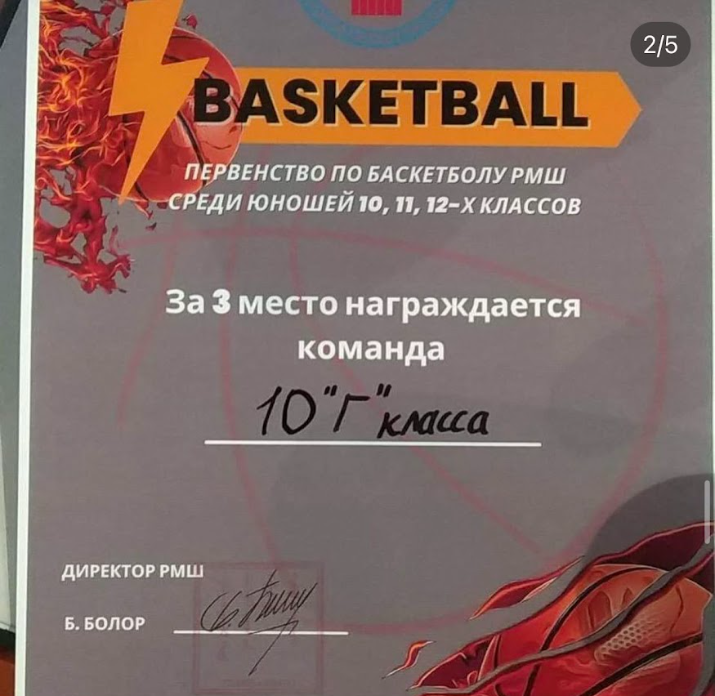 2/5
BASKETBALL
ПЕРВЕНСТВО ПО БАСКЕТБОЛУ РМШ
СРЕДИ ЮНОШЕЙ 10, 11, 12-Х КЛАССОВ
За 3 место награждается
команда
10 "Г" класса
ДИРЕКТОР РМШ
Б. БОЛОР